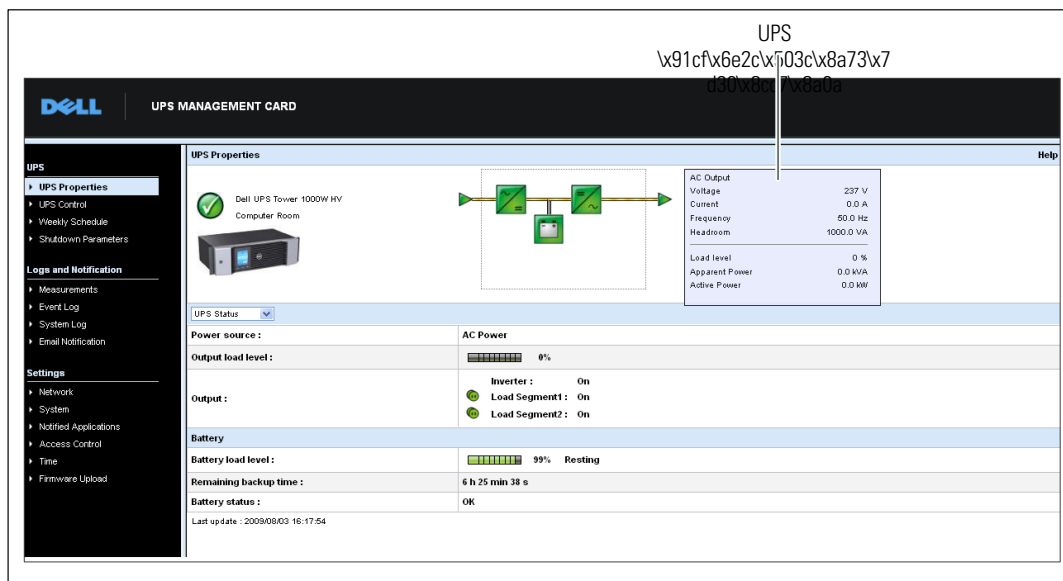 UPS
\x91cf\x6e2c\x503c\x8a73\x7
d30\x8cc7\x8a0a
DELL
UPS MANAGEMENT CARD
UPS Properties
Help
UPS
UPS Properties
UPS Control
Weekly Schedule
Shutdown Parameters
Logs and Notification
Measurements
Event Log
System Log
Email Notification
Settings
Network
System
Notified Applications
Access Control
Time
Firmware Upload
Dell UPS Tower 1000W HV
Computer Room
AC Output
Voltage 237 V
Current 0.0 A
Frequency 50.0 Hz
Headroom 1000.0 VA
Load level 0 %
Apparent Power 0.0 kVA
Active Power 0.0 kW
UPS Status
Power source : AC Power
Output load level : 0%
Output :
Inverter : On
Load Segment1 : On
Load Segment2 : On
Battery
Battery load level : 99% Resting
Remaining backup time : 6 h 25 min 38 s
Battery status : OK
Last update : 2009/08/03 16:17:54